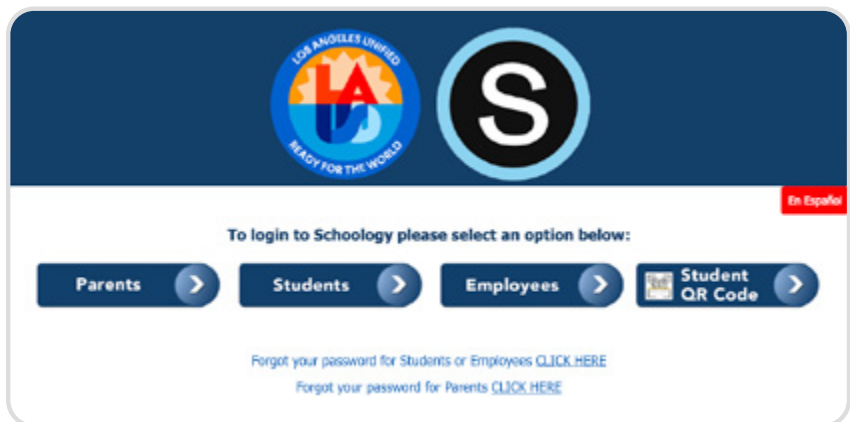 LOS ANGELES UNIFIED
LAUSD
READY FOR THE WORLD
S
En Español
To login to Schoology please select an option below:
Parents
Students
Employees
Student
QR Code
Forgot your password for Students or Employees CLICK HERE
Forgot your password for Parents CLICK HERE